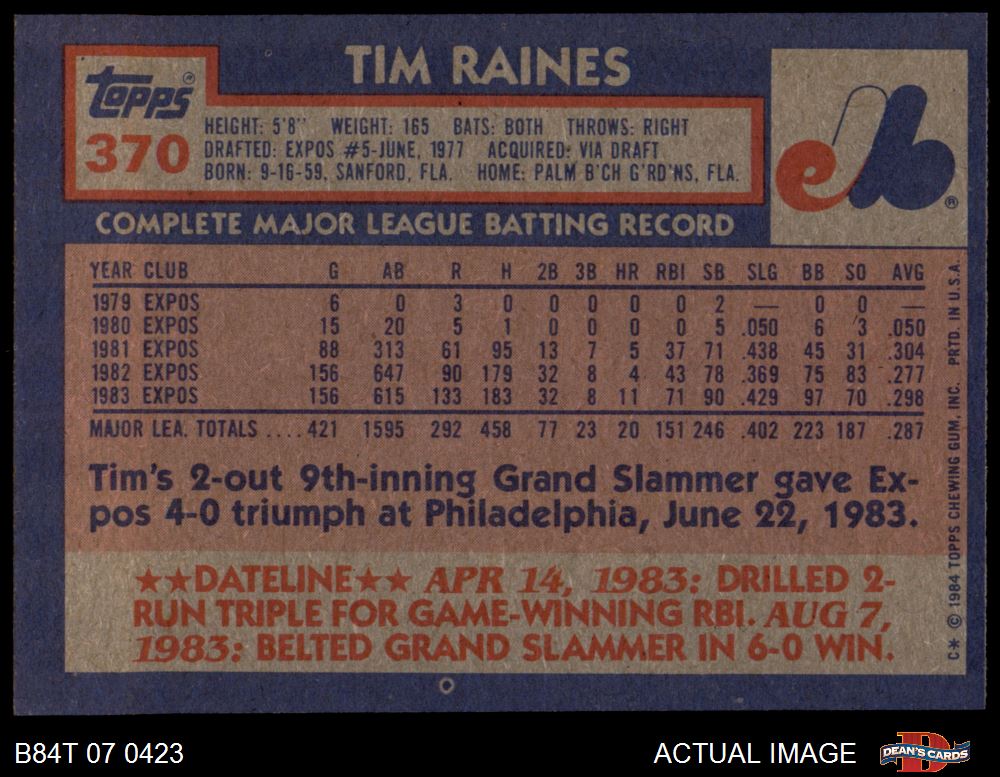 TIM RAINES
Topps®
370
HEIGHT: 5'8" WEIGHT: 165 BATS: BOTH THROWS: RIGHT
DRAFTED: EXPOS #5-JUNE, 1977 ACQUIRED: VIA DRAFT
BORN: 9-16-59, SANFORD, FLA. HOME: PALM B'CH G'RD'NS, FLA.
eb®
COMPLETE MAJOR LEAGUE BATTING RECORD
YEAR CLUB G AB R H 2B 3B HR RBI SB SLG BB SO AVG
1979 EXPOS 6 0 3 0 0 0 0 0 2 — 0 0 —
1980 EXPOS 15 20 5 1 0 0 0 0 5 .050 6 3 .050
1981 EXPOS 88 313 61 95 13 7 5 37 71 .438 45 31 .304
1982 EXPOS 156 647 90 179 32 8 4 43 78 .369 75 83 .277
1983 EXPOS 156 615 133 183 32 8 11 71 90 .429 97 70 .298
MAJOR LEA. TOTALS ....421 1595 292 458 77 23 20 151 246 .402 223 187 .287
Tim's 2-out 9th-inning Grand Slammer gave Ex-
pos 4-0 triumph at Philadelphia, June 22, 1983.
★★DATELINE★★ APR 14, 1983: DRILLED 2-
RUN TRIPLE FOR GAME-WINNING RBI. AUG 7,
1983: BELTED GRAND SLAMMER IN 6-0 WIN.
C* © 1984 TOPPS CHEWING GUM, INC. PRTD. IN U.S.A.
B84T 07 0423
ACTUAL IMAGE
D
DEAN'S CARDS